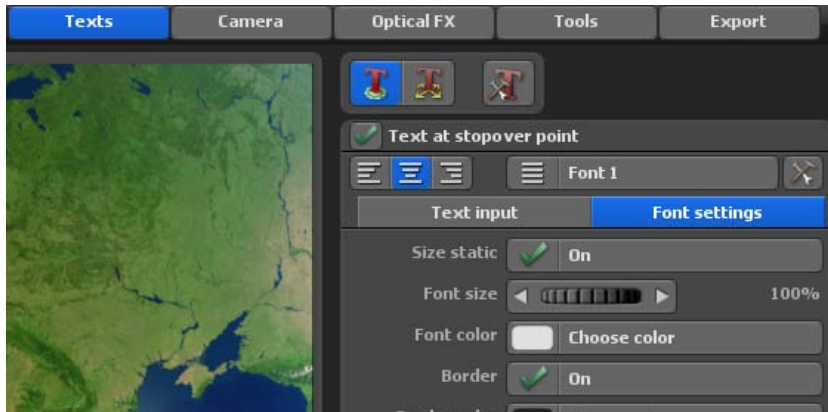 Texts Camera Optical FX Tools Export
Text at stopover point
Font 1
Text input Font settings
Size static On
Font size 100%
Font color Choose color
Border On